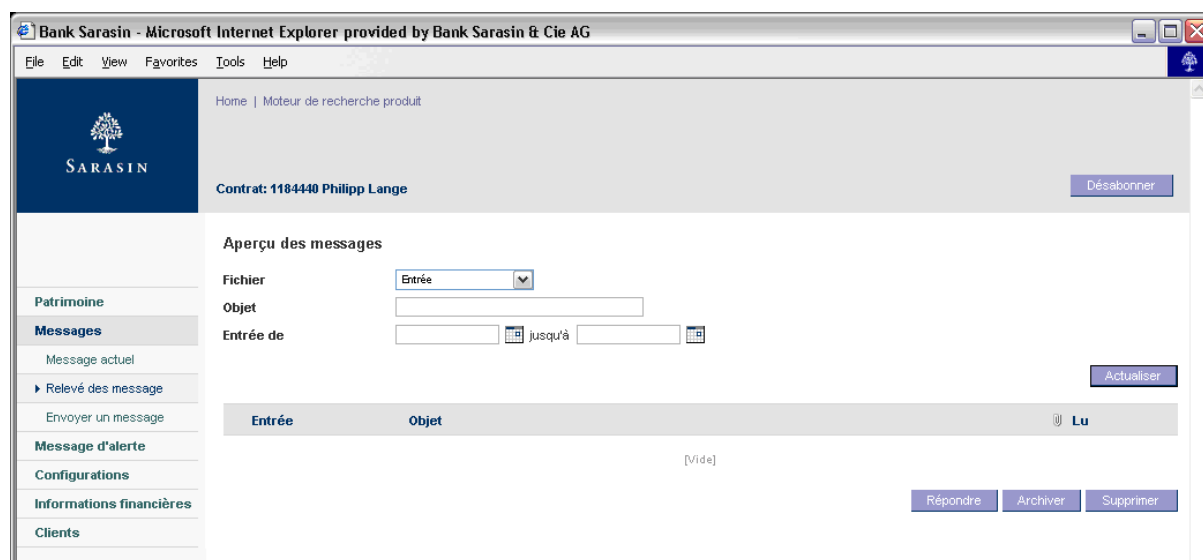 Bank Sarasin - Microsoft Internet Explorer provided by Bank Sarasin & Cie AG
File Edit View Favorites Tools Help
Home | Moteur de recherche produit
SARASIN
Contrat: 1184440 Philipp Lange
Désabonner
Aperçu des messages
Fichier Entrée
Objet
Entrée de jusqu'à
Actualiser
Patrimoine
Messages
Message actuel
Relevé des message
Envoyer un message
Message d'alerte
Configurations
Informations financières
Clients
Entrée Objet Lu
[Vide]
Répondre Archiver Supprimer